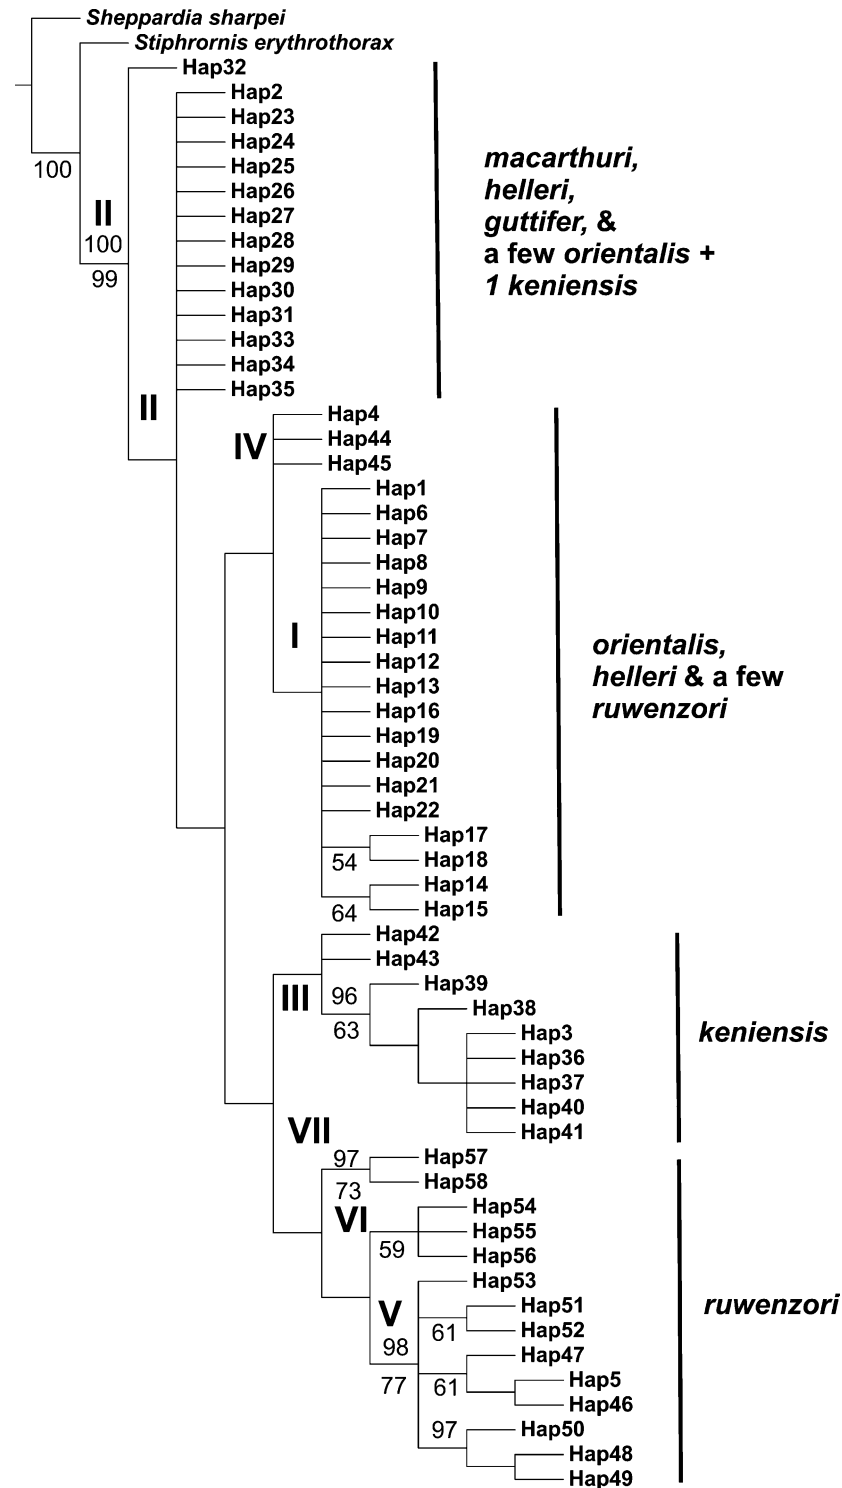 Sheppardia sharpei
Stiphrornis erythrothorax
Hap32
Hap2
Hap23
Hap24
Hap25
Hap26
Hap27
Hap28
Hap29
Hap30
Hap31
Hap33
Hap34
Hap35
100
II
100
99
II
macarthuri,
helleri,
guttifer, &
a few orientalis +
1 keniensis
IV
Hap4
Hap44
Hap45
Hap1
Hap6
Hap7
Hap8
Hap9
Hap10
Hap11
Hap12
Hap13
Hap16
Hap19
Hap20
Hap21
Hap22
Hap17
Hap18
Hap14
Hap15
I
54
64
orientalis,
helleri & a few
ruwenzori
Hap42
Hap43
Hap39
Hap38
Hap3
Hap36
Hap37
Hap40
Hap41
III
96
63
keniensis
VII
97
73
Hap57
Hap58
VI
59
Hap54
Hap55
Hap56
Hap53
Hap51
Hap52
Hap47
Hap5
Hap46
Hap50
Hap48
Hap49
V
98
77
61
61
97
ruwenzori